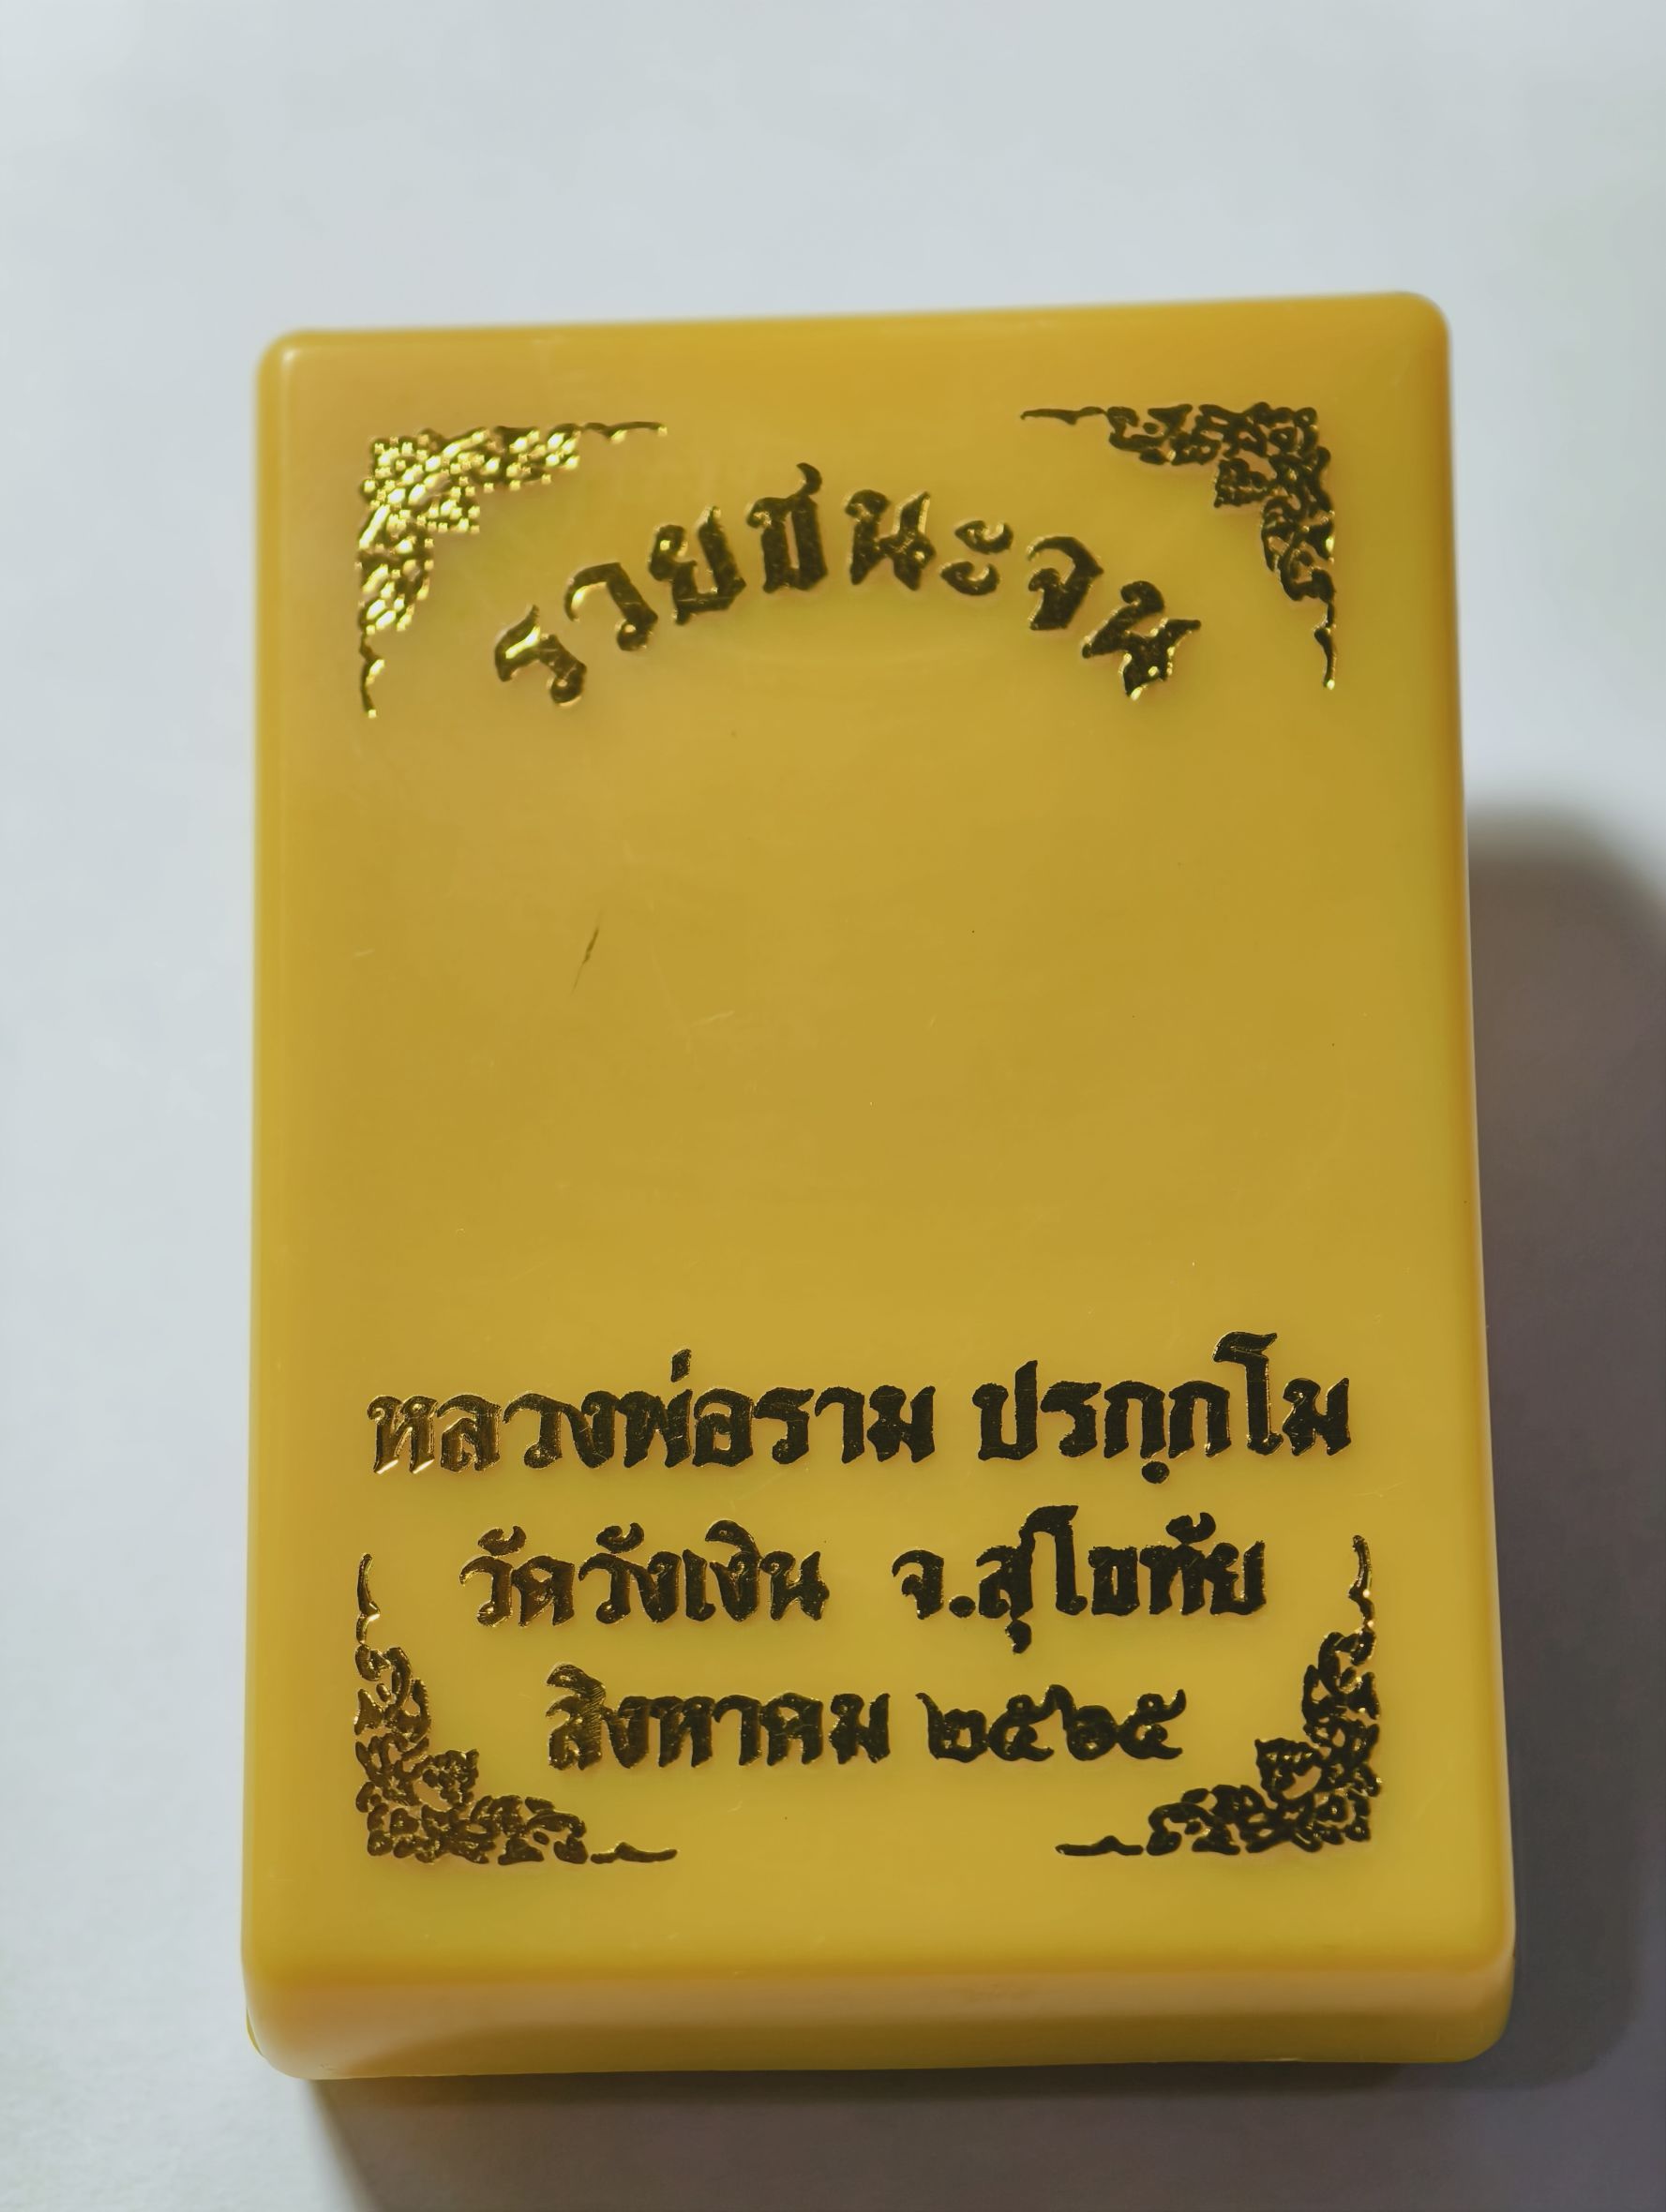 รวยชนะจน
หลวงพ่อราม ปรกฺกโม
วัดวังเงิน จ.สุโขทัย
สิงหาคม ๒๕๖๕